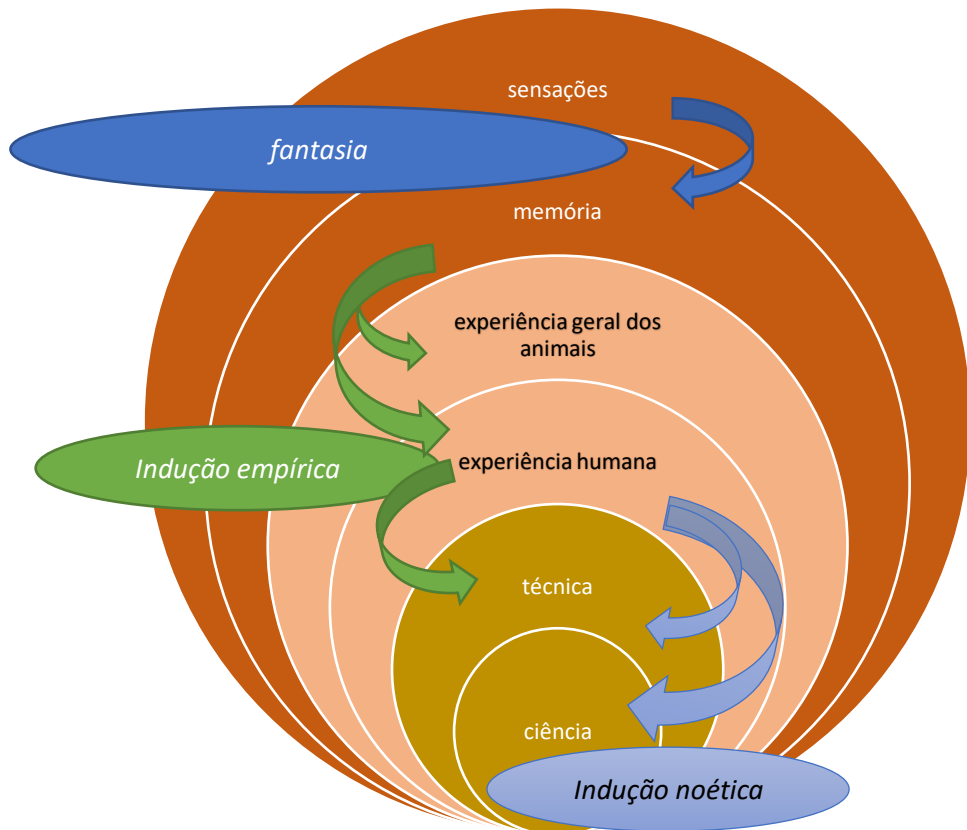 sensações
fantasia
memória
experiência geral dos
animais
experiência humana
Indução empírica
técnica
ciência
Indução noética